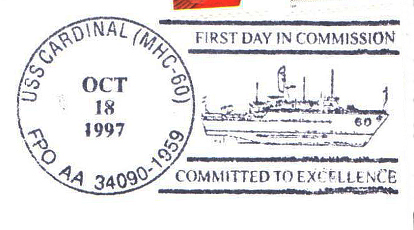 USS CARDINAL (MHC-60)
OCT
18
1997
FPO AA 34090-1959
FIRST DAY IN COMMISSION
60
COMMITTED TO EXCELLENCE